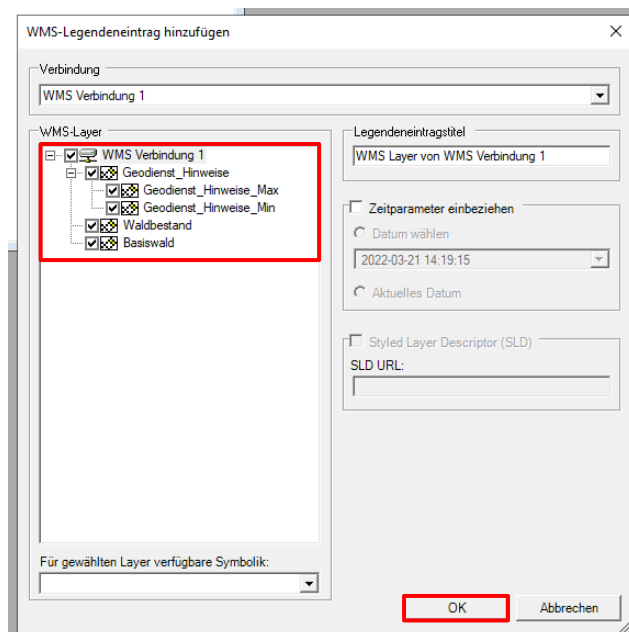 WMS-Legendeneintrag hinzufügen
Verbindung
WMS Verbindung 1
WMS-Layer
WMS Verbindung 1
Geodienst_Hinweise
Geodienst_Hinweise_Max
Geodienst_Hinweise_Min
Waldbestand
Basiswald
Für gewählten Layer verfügbare Symbolik:
Legendeneintragstitel
WMS Layer von WMS Verbindung 1
Zeitparameter einbeziehen
Datum wählen
2022-03-21 14:19:15
Aktuelles Datum
Styled Layer Descriptor (SLD)
SLD URL:
OK
Abbrechen